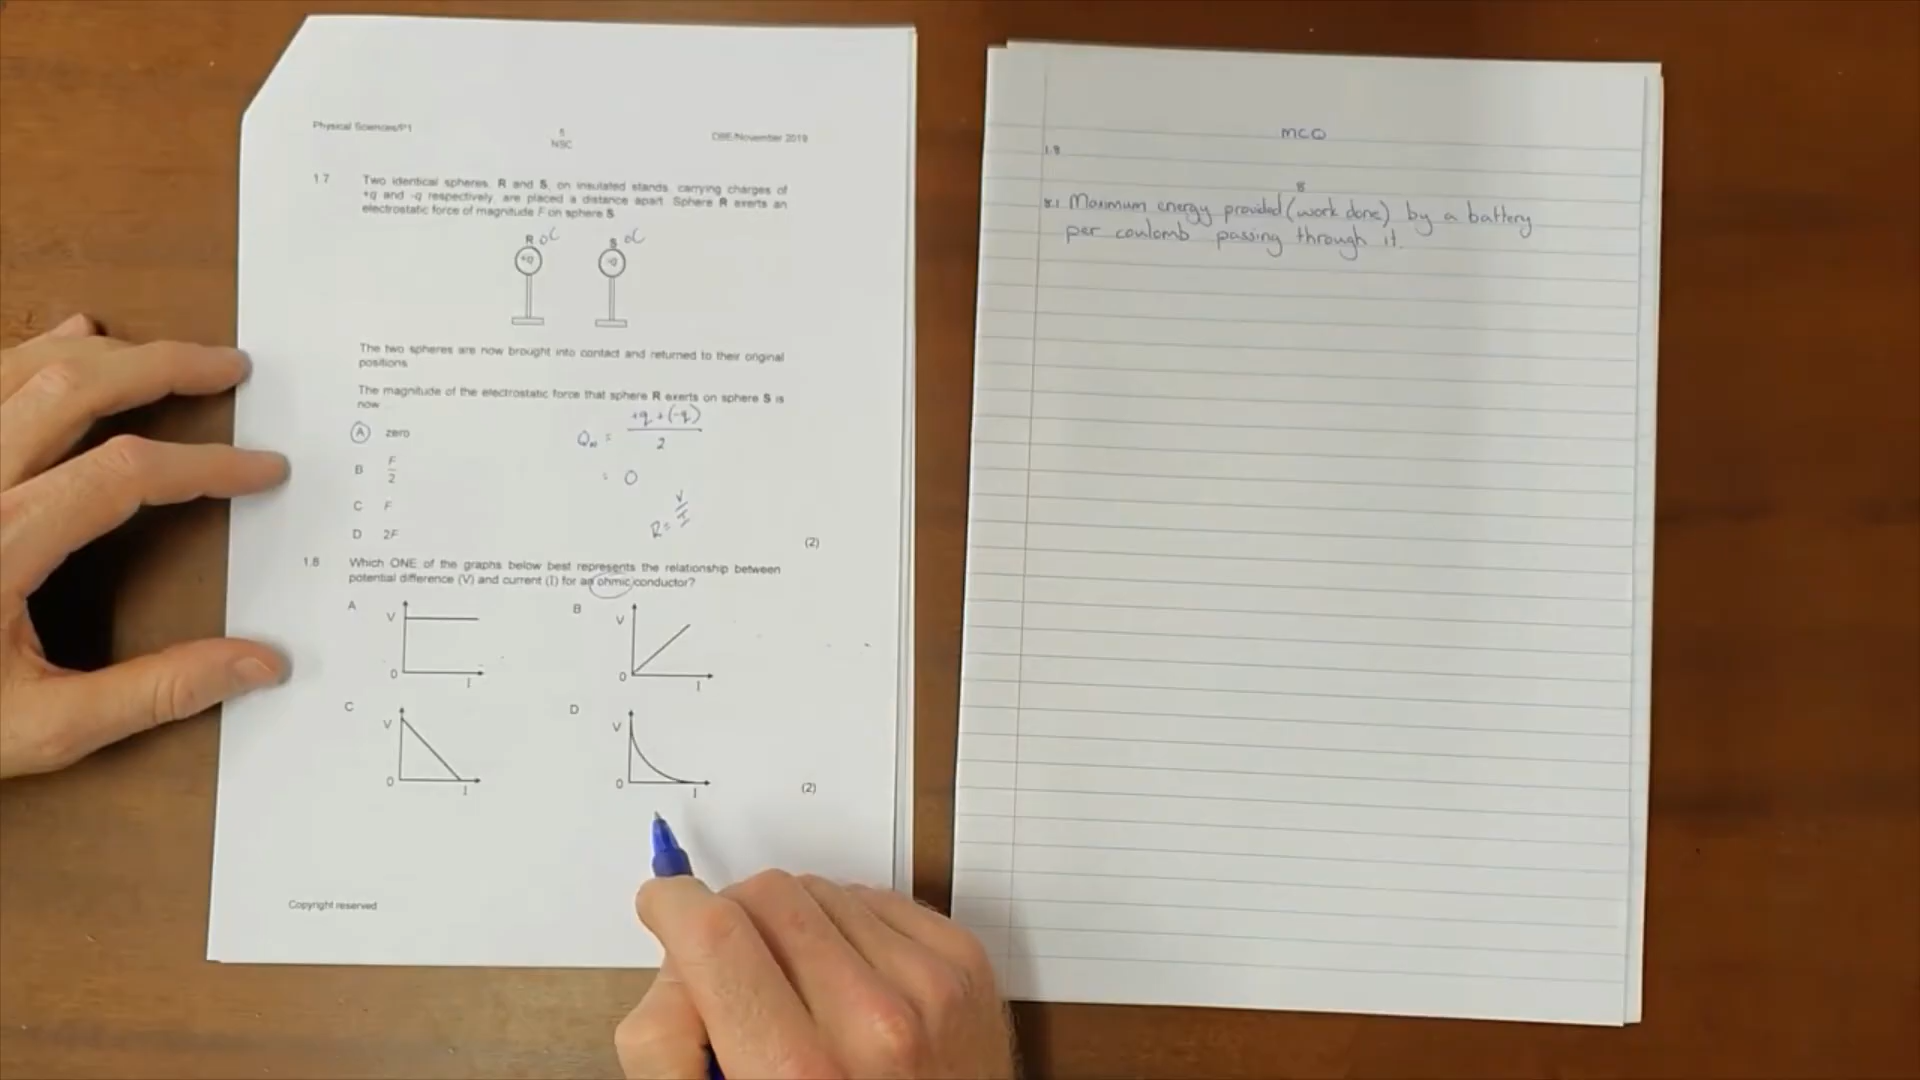 Physical Sciences/P1
5
NSC
DBE/November 2019
1.7 Two identical spheres, R and S, on insulated stands, carrying charges of
+q and -q respectively, are placed a distance apart. Sphere R exerts an
electrostatic force of magnitude F on sphere S.
R 0C S 0C
+q -q
The two spheres are now brought into contact and returned to their original
positions.
The magnitude of the electrostatic force that sphere R exerts on sphere S is
now ...
A zero
B F/2
C F
D 2F
QN = +q + (-q) / 2
= 0
R = V/I
(2)
1.8 Which ONE of the graphs below best represents the relationship between
potential difference (V) and current (I) for an ohmic conductor?
A V 0 I
B V 0 I
C V 0 I
D V 0 I
(2)
Copyright reserved
MCQ
1.8
8
8.1 Maximum energy provided (work done) by a battery
per coulomb passing through it.